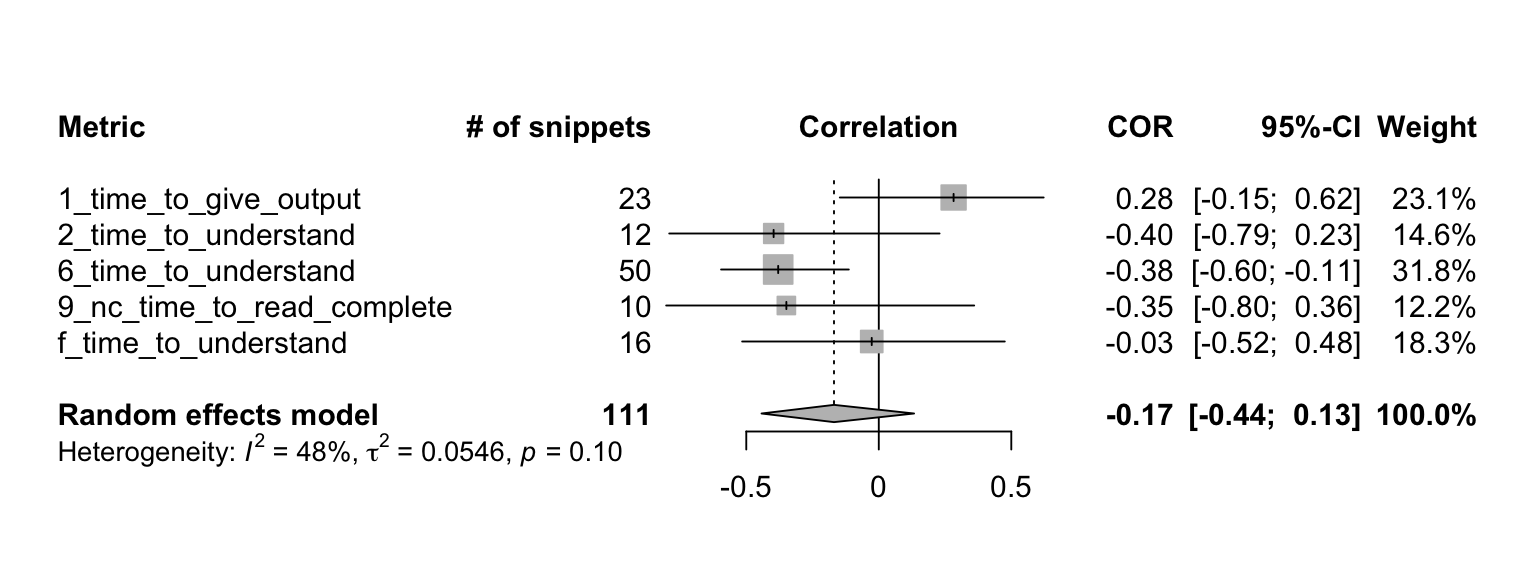 Metric # of snippets Correlation COR 95%-CI Weight
1_time_to_give_output 23 0.28 [-0.15; 0.62] 23.1%
2_time_to_understand 12 -0.40 [-0.79; 0.23] 14.6%
6_time_to_understand 50 -0.38 [-0.60; -0.11] 31.8%
9_nc_time_to_read_complete 10 -0.35 [-0.80; 0.36] 12.2%
f_time_to_understand 16 -0.03 [-0.52; 0.48] 18.3%
Random effects model 111 -0.17 [-0.44; 0.13] 100.0%
Heterogeneity: I² = 48%, τ² = 0.0546, p = 0.10
-0.5 0 0.5